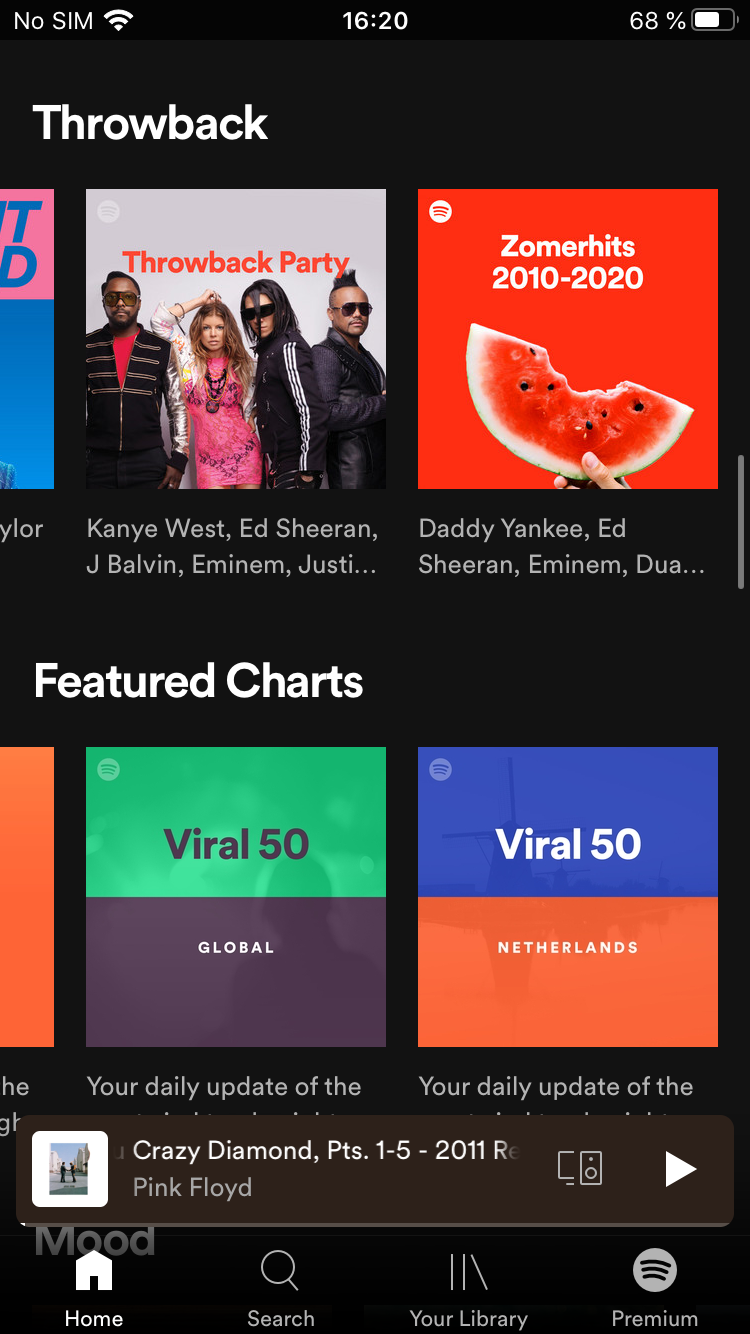 No SIM 16:20 68 %
Throwback
Throwback Party
Zomerhits
2010-2020
ylor
Kanye West, Ed Sheeran,
J Balvin, Eminem, Justi…
Daddy Yankee, Ed
Sheeran, Eminem, Dua…
Featured Charts
Viral 50
GLOBAL
Viral 50
NETHERLANDS
he
Your daily update of the
Your daily update of the
u Crazy Diamond, Pts. 1-5 - 2011 Re
Pink Floyd
Mood
Home Search Your Library Premium